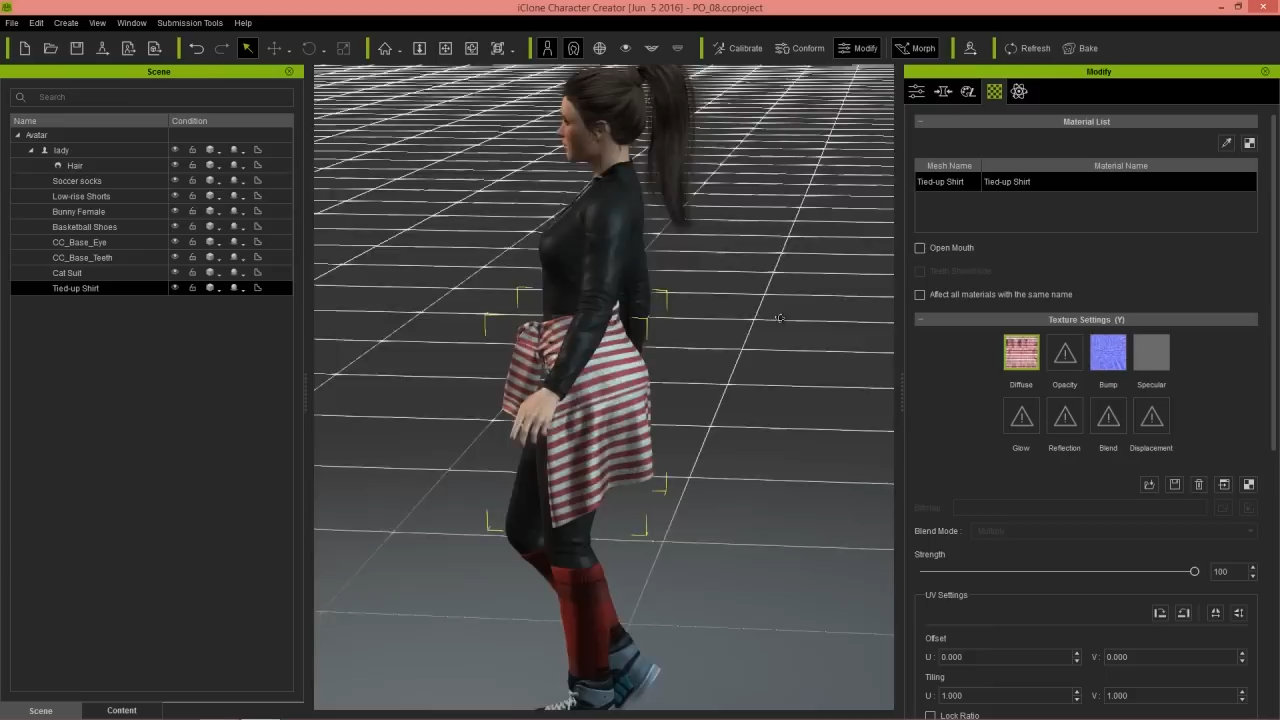 iClone Character Creator [Jun 5 2016] - PO_08.ccproject
File Edit Create View Window Submission Tools Help
Calibrate Conform Modify Morph Refresh Bake
Scene
Search
Name Condition
Avatar
lady
Hair
Soccer socks
Low-rise Shorts
Bunny Female
Basketball Shoes
CC_Base_Eye
CC_Base_Teeth
Cat Suit
Tied-up Shirt
Scene Content
Modify
Material List
Mesh Name Material Name
Tied-up Shirt Tied-up Shirt
Open Mouth
Affect all materials with the same name
Texture Settings (Y)
Diffuse Opacity Bump Specular
Glow Reflection Blend Displacement
Diffuse
Blend Mode : Multiply
Strength
100
UV Settings
Offset
U : 0.000 V : 0.000
Tiling
U : 1.000 V : 1.000
Lock Ratio